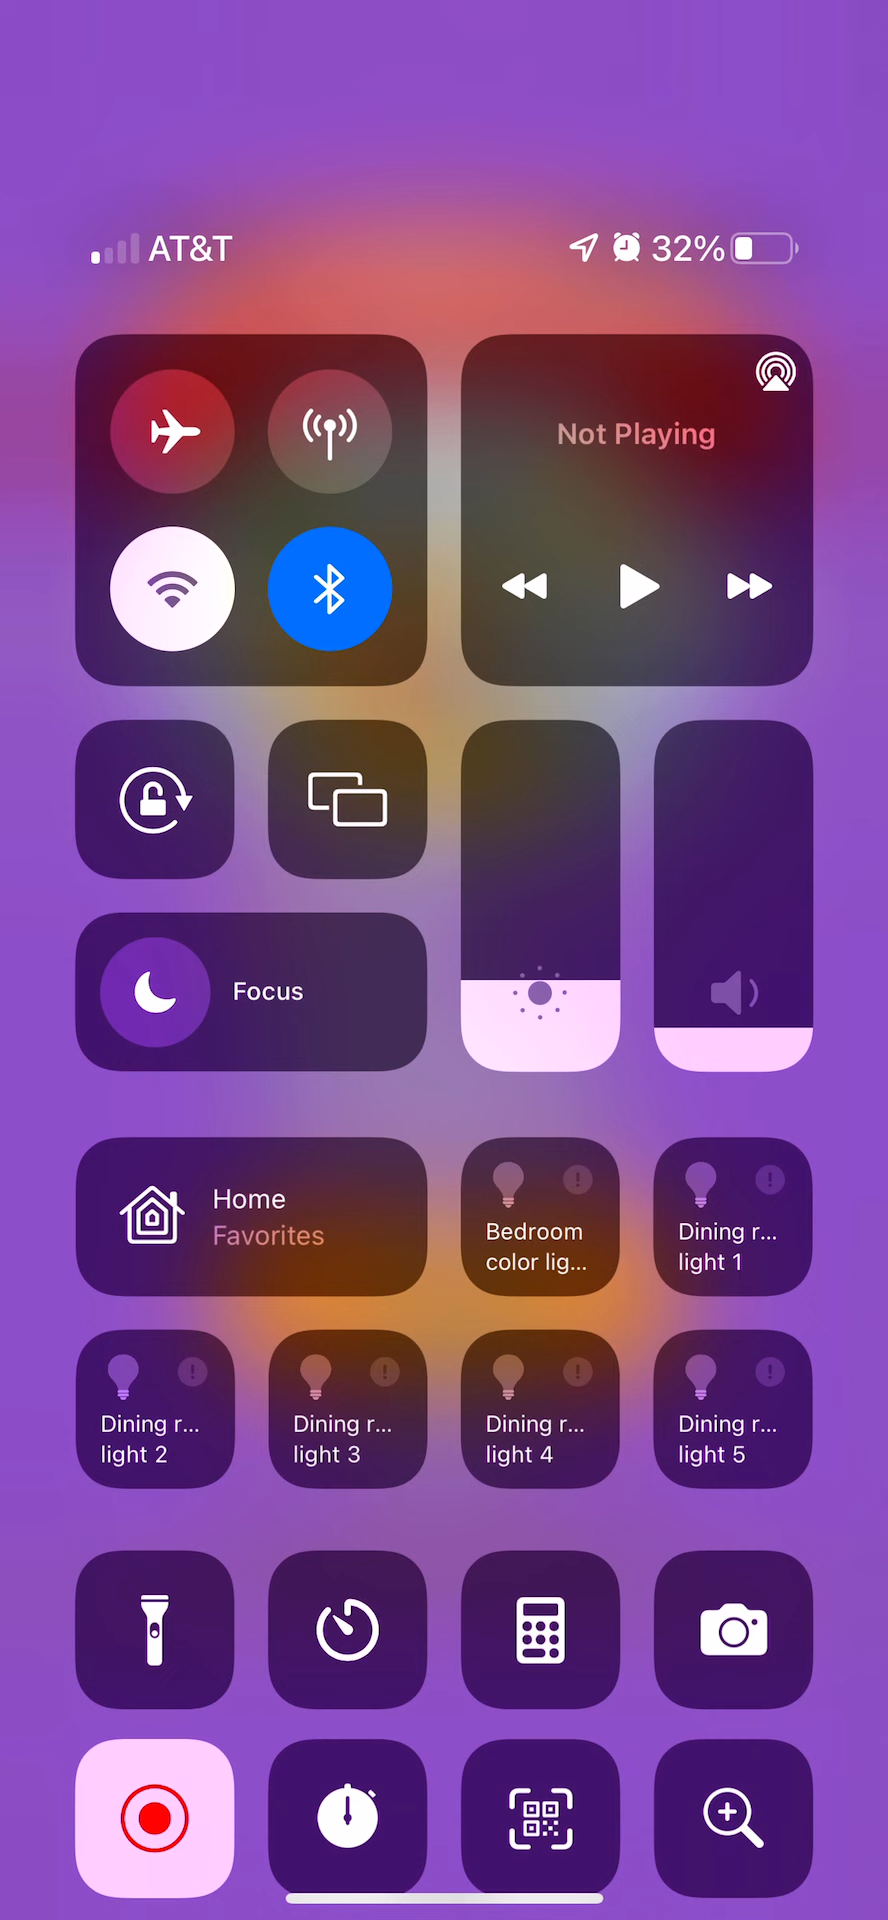 AT&T 32%
Not Playing
Focus
Home
Favorites
Bedroom
color lig...
Dining r...
light 1
Dining r...
light 2
Dining r...
light 3
Dining r...
light 4
Dining r...
light 5